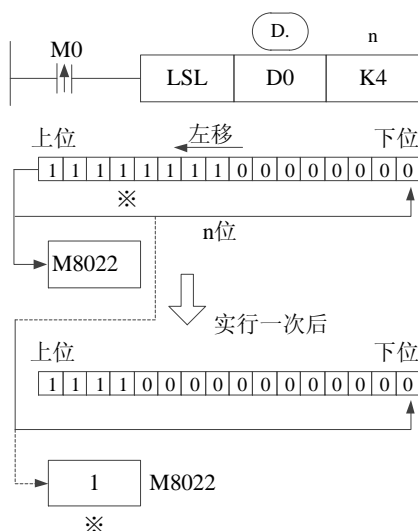 D. n
M0
LSL D0 K4
上位 左移 下位
1 1 1 1 1 1 1 1 0 0 0 0 0 0 0 0
※
n位
M8022
实行一次后
上位 下位
1 1 1 1 0 0 0 0 0 0 0 0 0 0 0 0
1 M8022
※